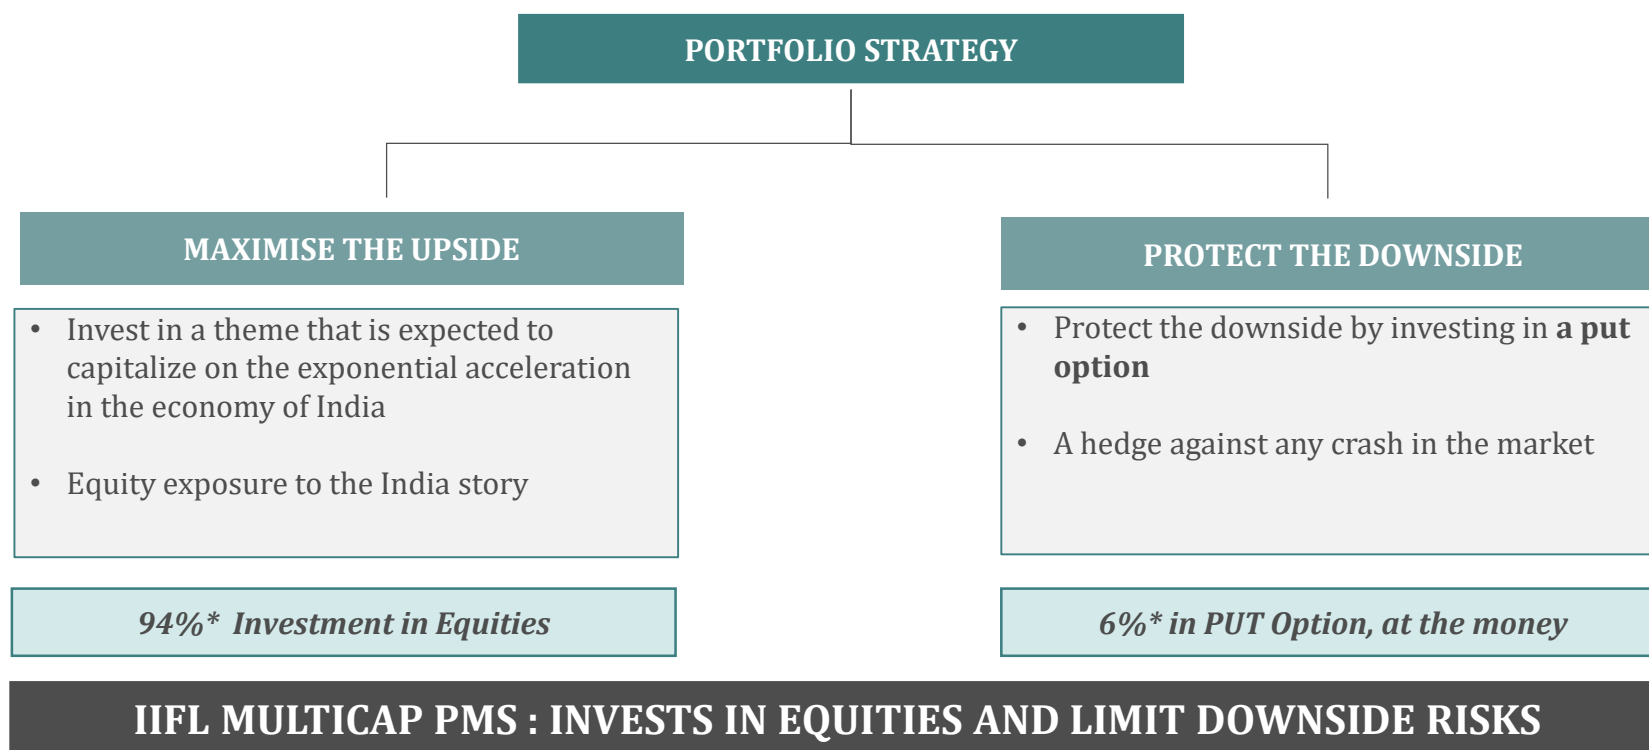 PORTFOLIO STRATEGY
MAXIMISE THE UPSIDE
• Invest in a theme that is expected to
capitalize on the exponential acceleration
in the economy of India
• Equity exposure to the India story
94%* Investment in Equities
PROTECT THE DOWNSIDE
• Protect the downside by investing in a put
option
• A hedge against any crash in the market
6%* in PUT Option, at the money
IIFL MULTICAP PMS : INVESTS IN EQUITIES AND LIMIT DOWNSIDE RISKS